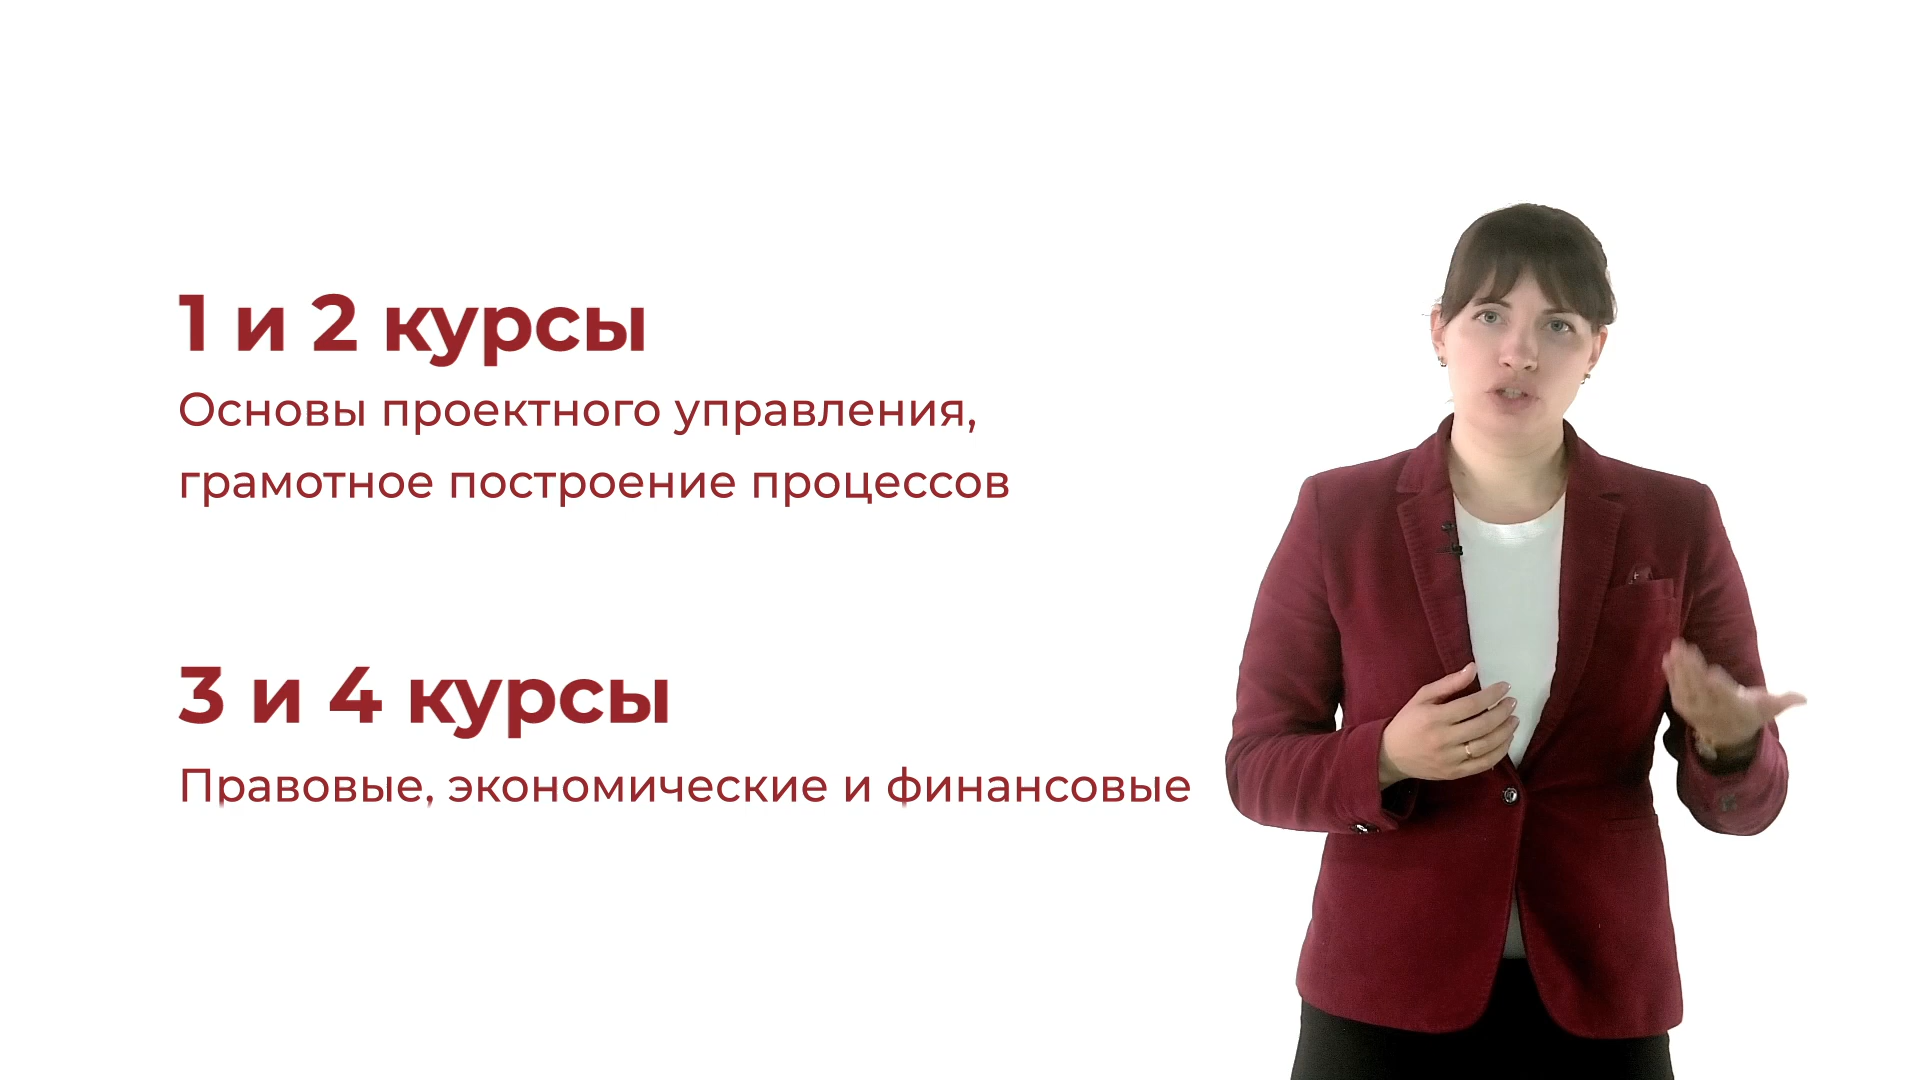 1 и 2 курсы
Основы проектного управления,
грамотное построение процессов
3 и 4 курсы
Правовые, экономические и финансовые